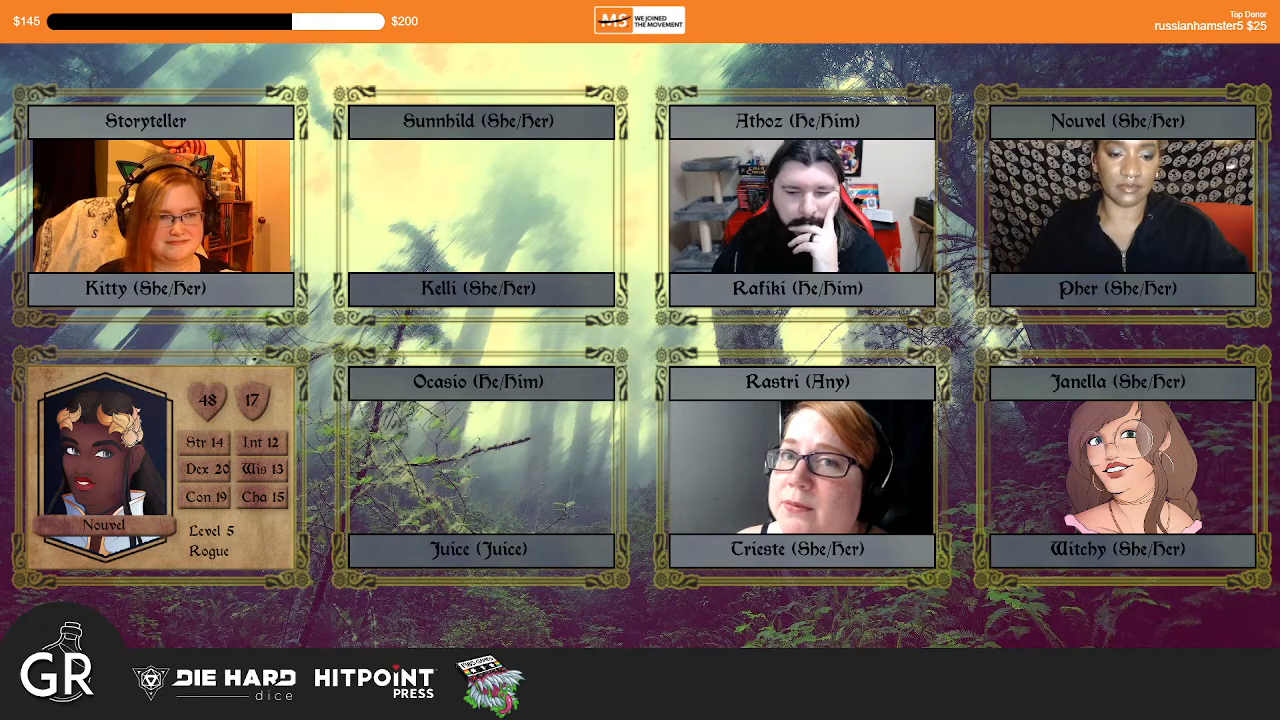 $145
$200
MS
WE JOINED
THE MOVEMENT
Top Donor
russianhamster5 $25
Storyteller
Sunnhild (She/Her)
Athoz (He/Him)
Nouvel (She/Her)
Kitty (She/Her)
Kelli (She/Her)
Rafiki (He/Him)
Pher (She/Her)
48
17
Str 14
Int 12
Dex 20
Wis 13
Con 19
Cha 15
Nouvel
Level 5
Rogue
Ocasio (He/Him)
Rastri (Any)
Janella (She/Her)
Juice (Juice)
Trieste (She/Her)
Witchy (She/Her)
GR
DIE HARD
dice
HITPOINT
PRESS